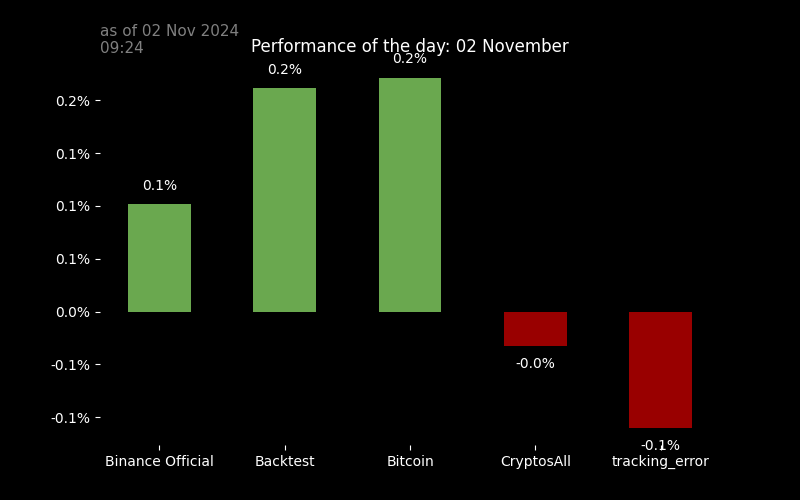 as of 02 Nov 2024
09:24
Performance of the day: 02 November
0.2%
0.1%
0.1%
0.1%
0.0%
-0.1%
-0.1%
0.1%
0.2%
0.2%
-0.0%
-0.1%
Binance Official
Backtest
Bitcoin
CryptosAll
tracking_error